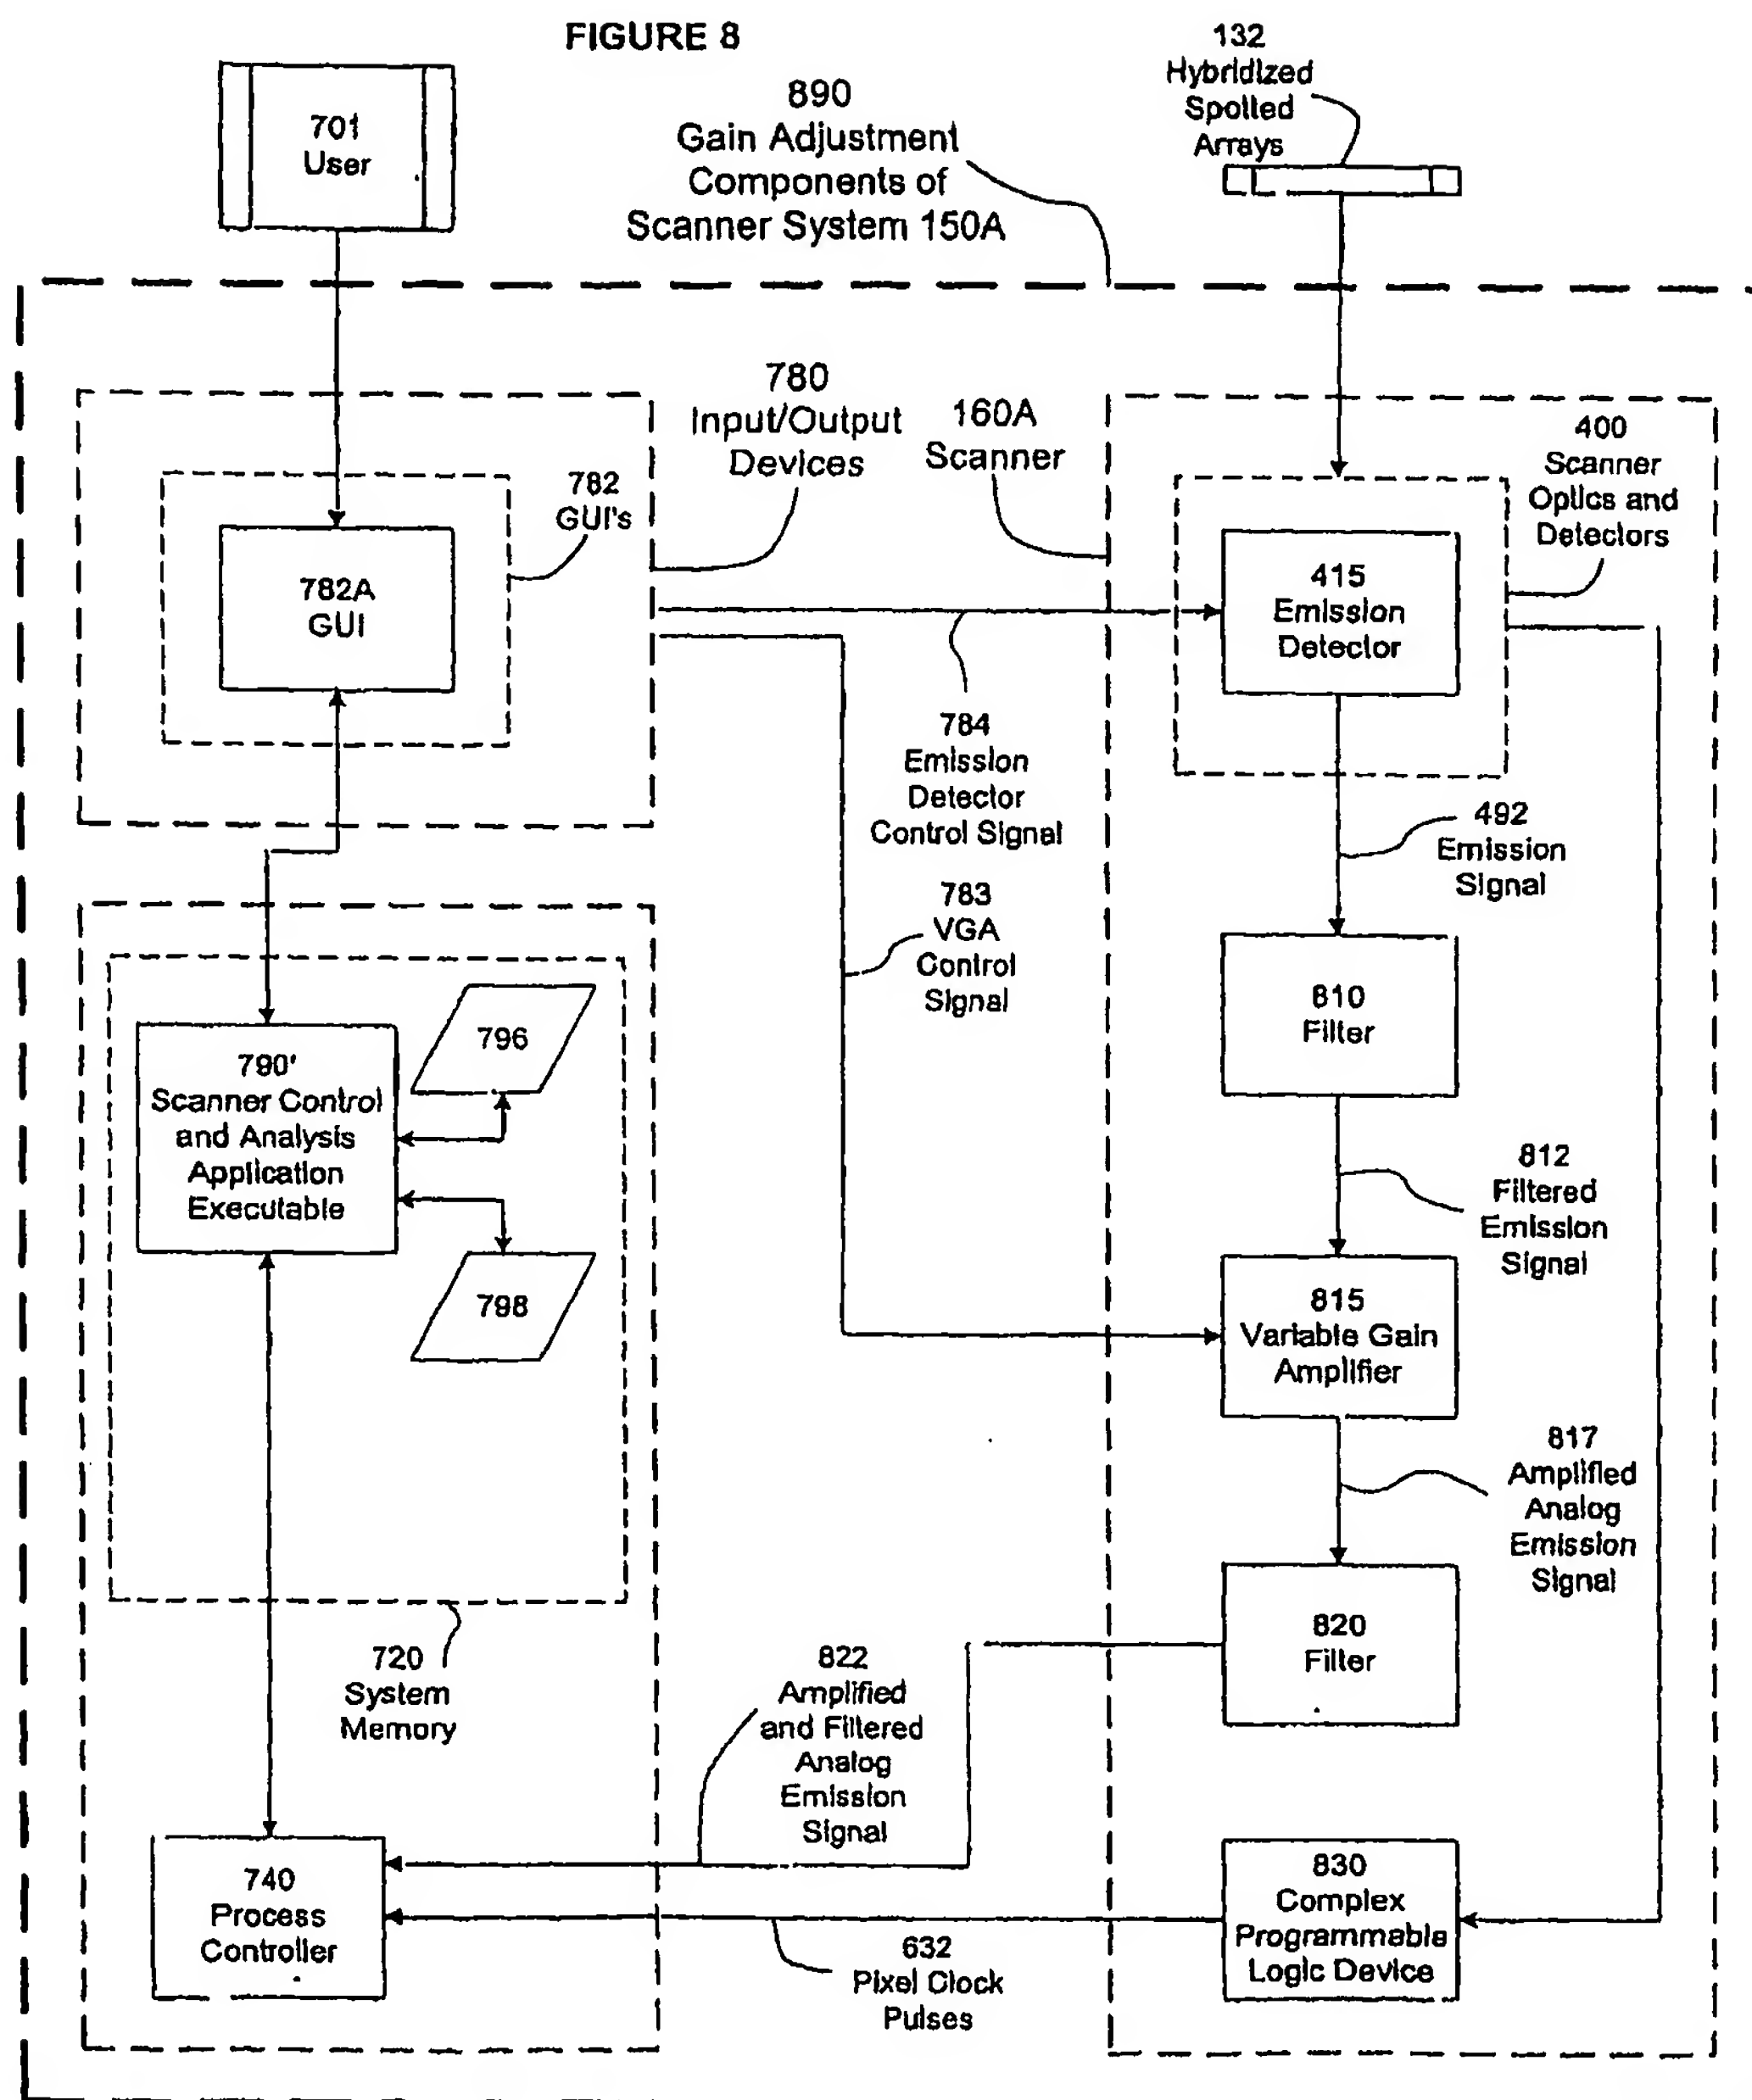 FIGURE 8
701
User
890
Gain Adjustment
Components of
Scanner System 150A
132
Hybridized
Spotted
Arrays
780
Input/Output
Devices
160A
Scanner
400
Scanner
Optics and
Detectors
782
GUI's
782A
GUI
415
Emission
Detector
784
Emission
Detector
Control Signal
492
Emission
Signal
783
VGA
Control
Signal
810
Filter
796
790'
Scanner Control
and Analysis
Application
Executable
798
812
Filtered
Emission
Signal
815
Variable Gain
Amplifier
817
Amplified
Analog
Emission
Signal
820
Filter
720
System
Memory
822
Amplified
and Filtered
Analog
Emission
Signal
740
Process
Controller
830
Complex
Programmable
Logic Device
632
Pixel Clock
Pulses